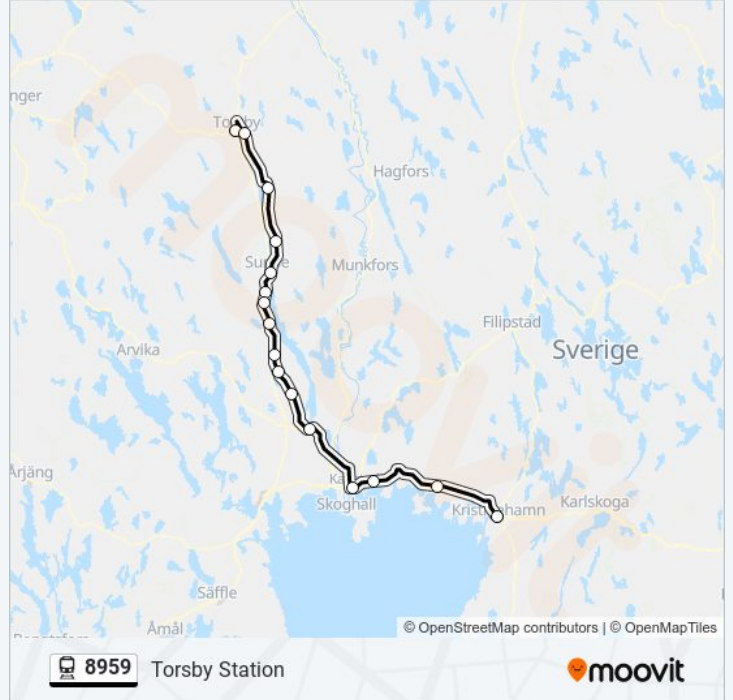 nger
Torsby
Hagfors
Sunne
Munkfors
Filipstad
Sverige
Arvika
Årjäng
Karlskoga
Kristinehamn
Skoghall
Säffle
Åmål
© OpenStreetMap contributors | © OpenMapTiles
8959 Torsby Station
moovit